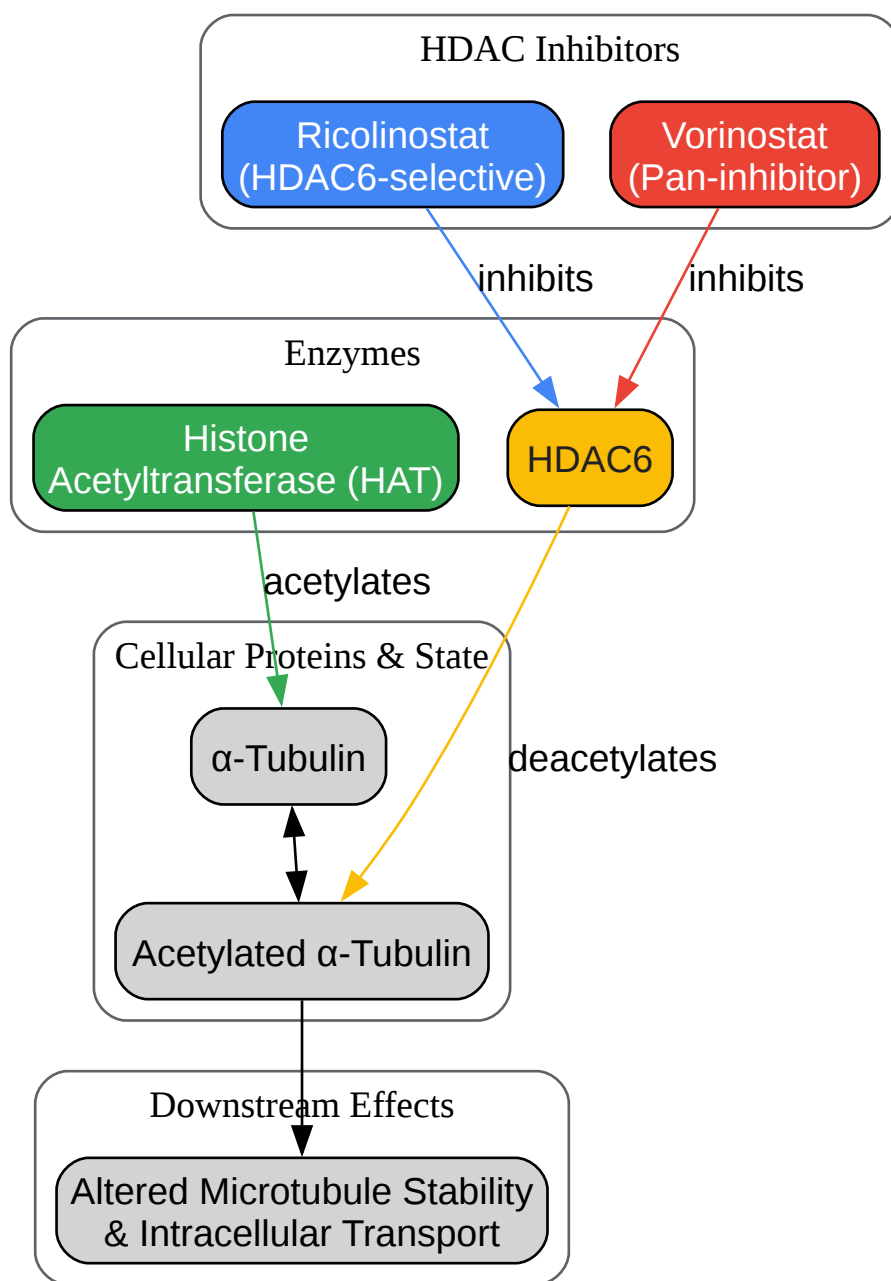 HDAC Inhibitors
Ricolinostat
(HDAC6-selective)
Vorinostat
(Pan-inhibitor)
inhibits
inhibits
Enzymes
Histone
Acetyltransferase (HAT)
HDAC6
acetylates
Cellular Proteins & State
α-Tubulin
deacetylates
Acetylated α-Tubulin
Downstream Effects
Altered Microtubule Stability
& Intracellular Transport